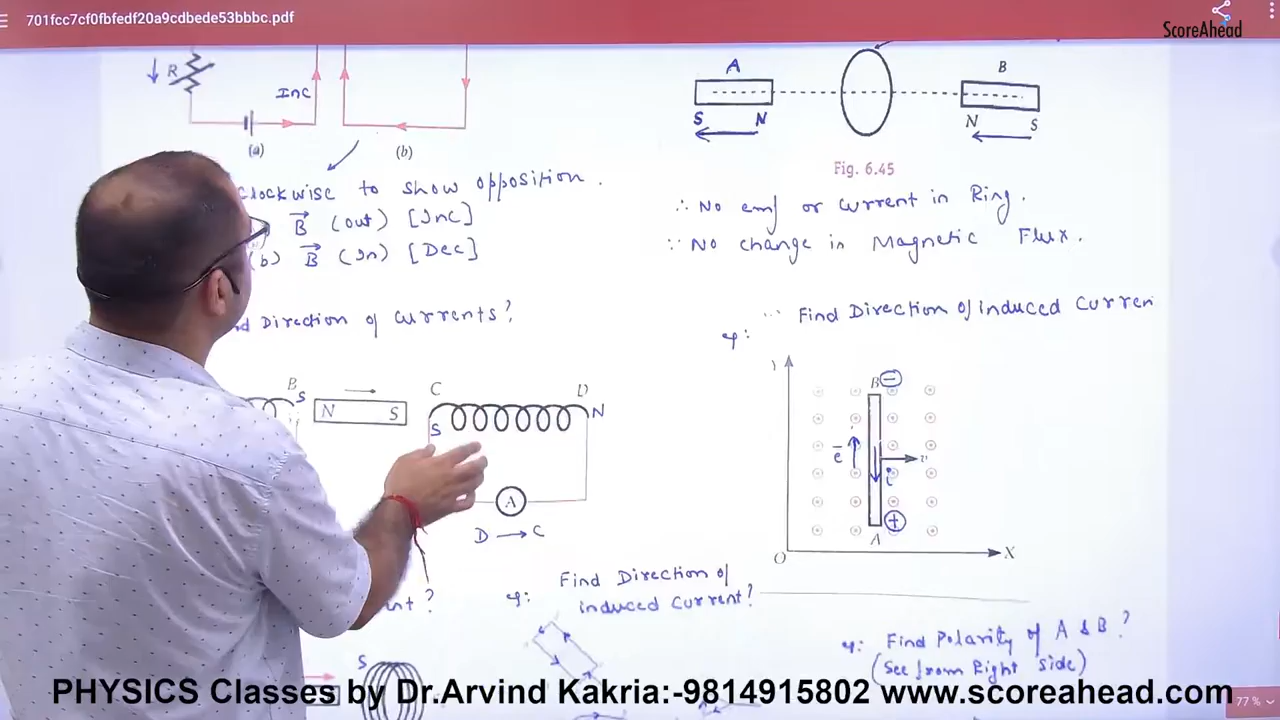 701fcc7cf0fbfedf20a9cdbede53bbbc.pdf
ScoreAhead
R
Inc
(a)
(b)
Clockwise to show opposition.
B (out) [Inc]
(b) B (In) [Dec]
Direction of currents?
B
S
N S
C
D
S
N
A
D → C
A
B
S N
N S
Fig. 6.45
∴ No emf or current in Ring.
∵ No change in Magnetic Flux.
Find Direction of induced Curren
q:
B
−
e
v
i
+
A
O
X
?
q: Find Direction of
induced Current?
S
q: Find Polarity of A & B?
(See from Right side)
PHYSICS Classes by Dr.Arvind Kakria:-9814915802 www.scoreahead.com
77 %